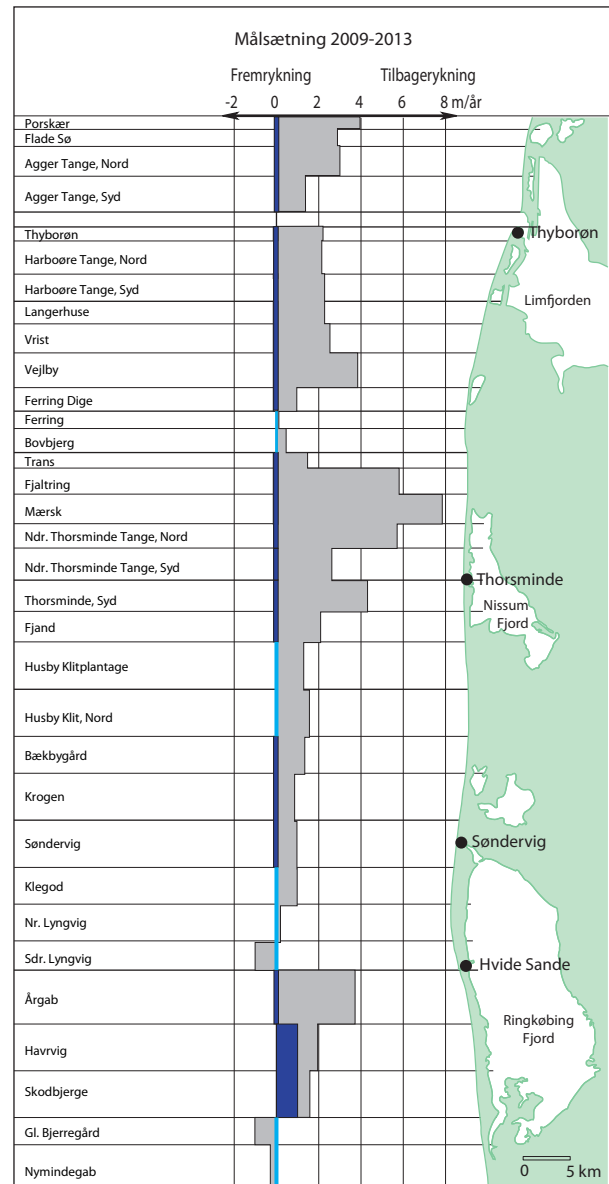 Målsætning 2009-2013
Fremrykning Tilbagerykning
-2 0 2 4 6 8 m/år
Porskær
Flade Sø
Agger Tange, Nord
Agger Tange, Syd
Thyborøn
Harboøre Tange, Nord
Harboøre Tange, Syd
Langerhuse
Vrist
Vejlby
Ferring Dige
Ferring
Bovbjerg
Trans
Fjaltring
Mærsk
Ndr. Thorsminde Tange, Nord
Ndr. Thorsminde Tange, Syd
Thorsminde, Syd
Fjand
Husby Klitplantage
Husby Klit, Nord
Bækbygård
Krogen
Søndervig
Klegod
Nr. Lyngvig
Sdr. Lyngvig
Årgab
Havrvig
Skodbjerge
Gl. Bjerregård
Nymindegab
Thyborøn
Limfjorden
Thorsminde
Nissum
Fjord
Søndervig
Hvide Sande
Ringkøbing
Fjord
0 5 km